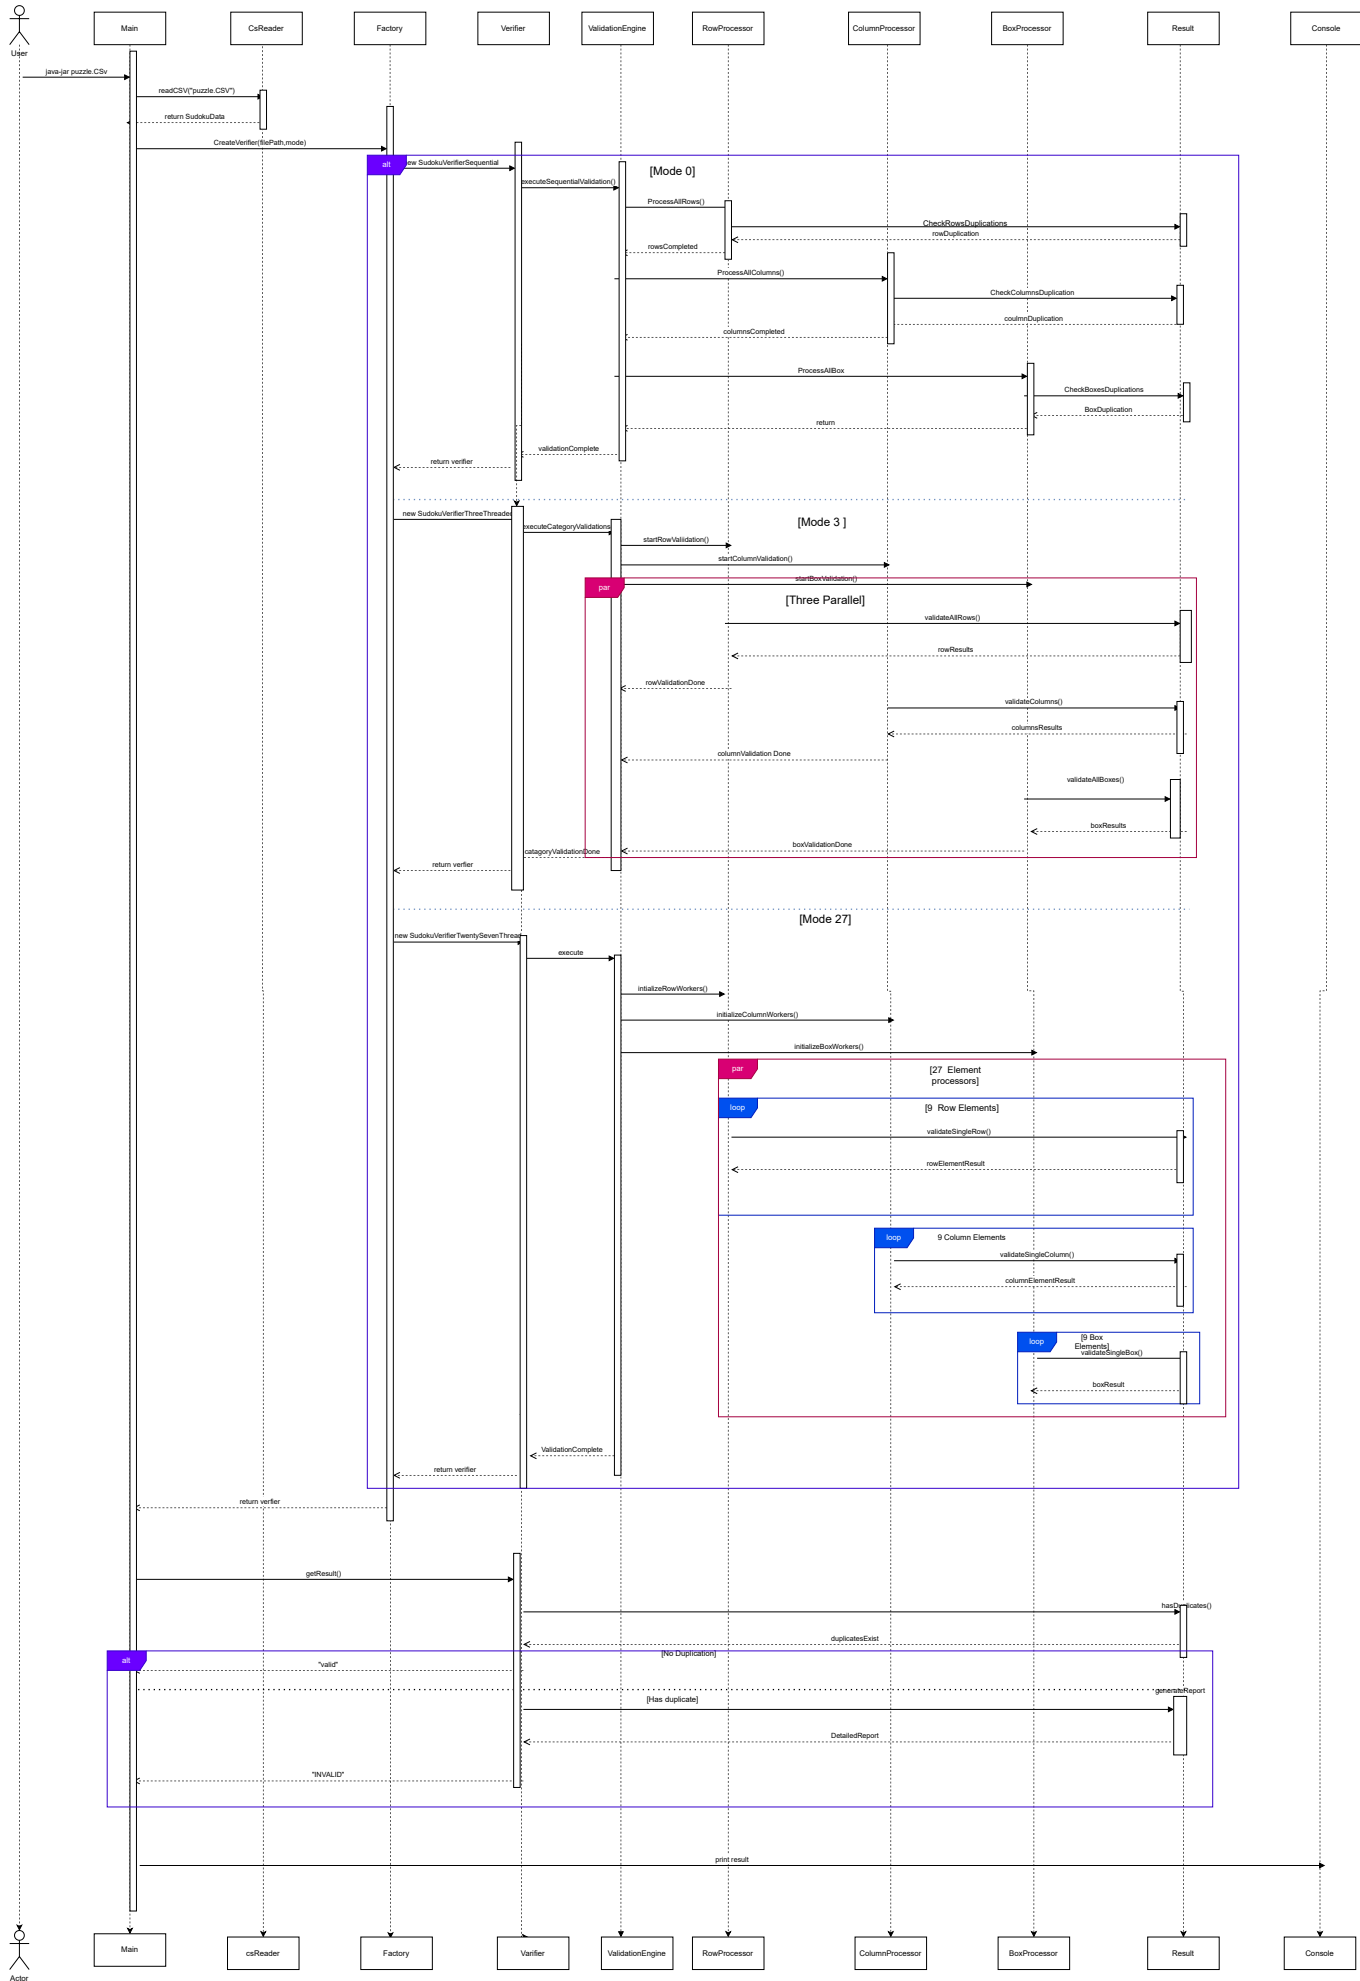 Main
CsReader
Factory
Verifier
ValidationEngine
RowProcessor
ColumnProcessor
BoxProcessor
Result
Console
User
java-jar puzzle.CSv
readCSV("puzzle.CSV")
return SudokuData
CreateVerifier(filePath,mode)
alt
new SudokuVerifierSequential
[Mode 0]
executeSequentialValidation()
ProcessAllRows()
CheckRowsDuplications
rowDuplication
rowsCompleted
ProcessAllColumns()
CheckColumnsDuplication
coulmnDuplication
columnsCompleted
ProcessAllBox
CheckBoxesDuplications
BoxDuplication
return
validationComplete
return verifier
new SudokuVerifierThreeThreaded
[Mode 3 ]
executeCategoryValidations
startRowValiidation()
startColumnValidation()
par
startBoxValidation()
[Three Parallel]
validateAllRows()
rowResults
rowValidationDone
validateColumns()
columnsResults
columnValidation Done
validateAllBoxes()
boxResults
boxValidationDone
catagoryValidationDone
return verfier
[Mode 27]
new SudokuVerifierTwentySevenThread
execute
intializeRowWorkers()
initializeColumnWorkers()
initializeBoxWorkers()
par
[27 Element
processors]
loop
[9 Row Elements]
validateSingleRow()
rowElementResult
loop
9 Column Elements
validateSingleColumn()
columnElementResult
loop
[9 Box
Elements]
validateSingleBox()
boxResult
ValidationComplete
return verifier
return verfier
getResult()
hasDuplicates()
duplicatesExist
alt
[No Duplication]
"valid"
generateReport
[Has duplicate]
DetailedReport
"INVALID"
print result
Main
csReader
Factory
Varifier
ValidationEngine
RowProcessor
ColumnProcessor
BoxProcessor
Result
Console
Actor